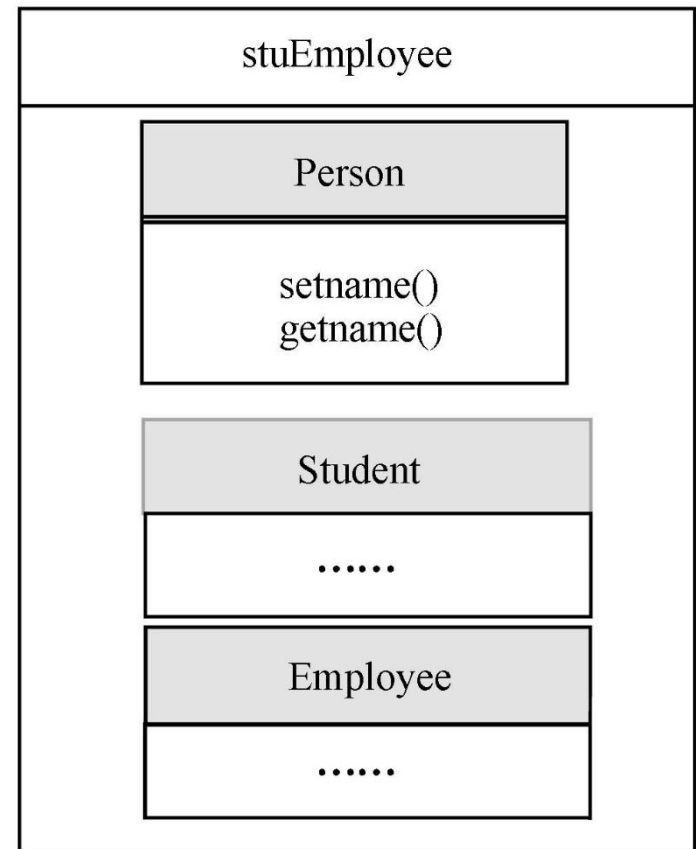 stuEmployee
Person
setname()
getname()
Student
……
Employee
……